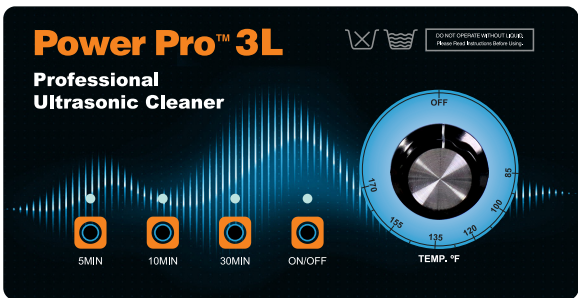 Power Pro™ 3L
DO NOT OPERATE WITHOUT LIQUID.
Please Read Instructions Before Using.
Professional
Ultrasonic Cleaner
OFF
85
100
120
135
155
170
TEMP. ºF
5MIN
10MIN
30MIN
ON/OFF